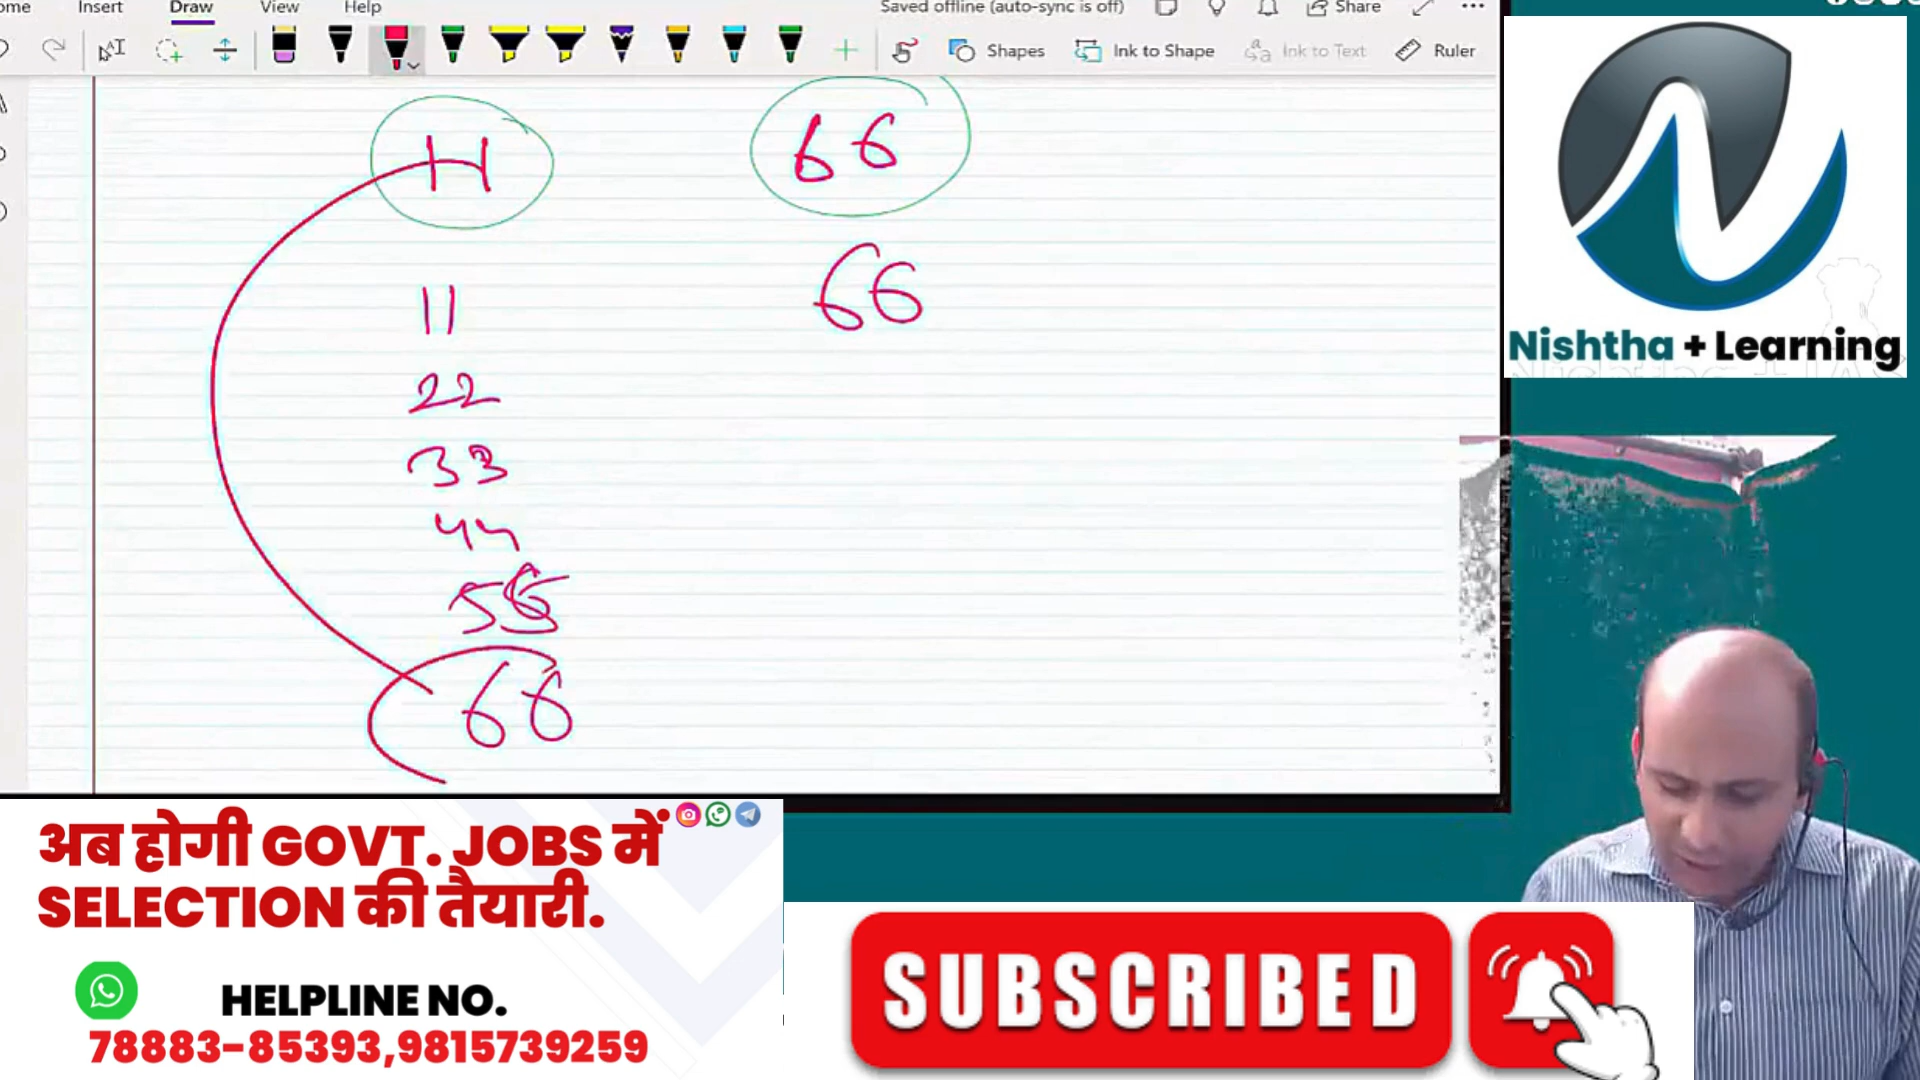 Insert Draw View Help Saved offline (auto-sync is off) Share
Shapes Ink to Shape Ink to Text Ruler
11 66
11 66
22
33
44
55
66
Nishtha + Learning
अब होगी GOVT. JOBS में
SELECTION की तैयारी.
HELPLINE NO.
78883-85393,9815739259
SUBSCRIBED